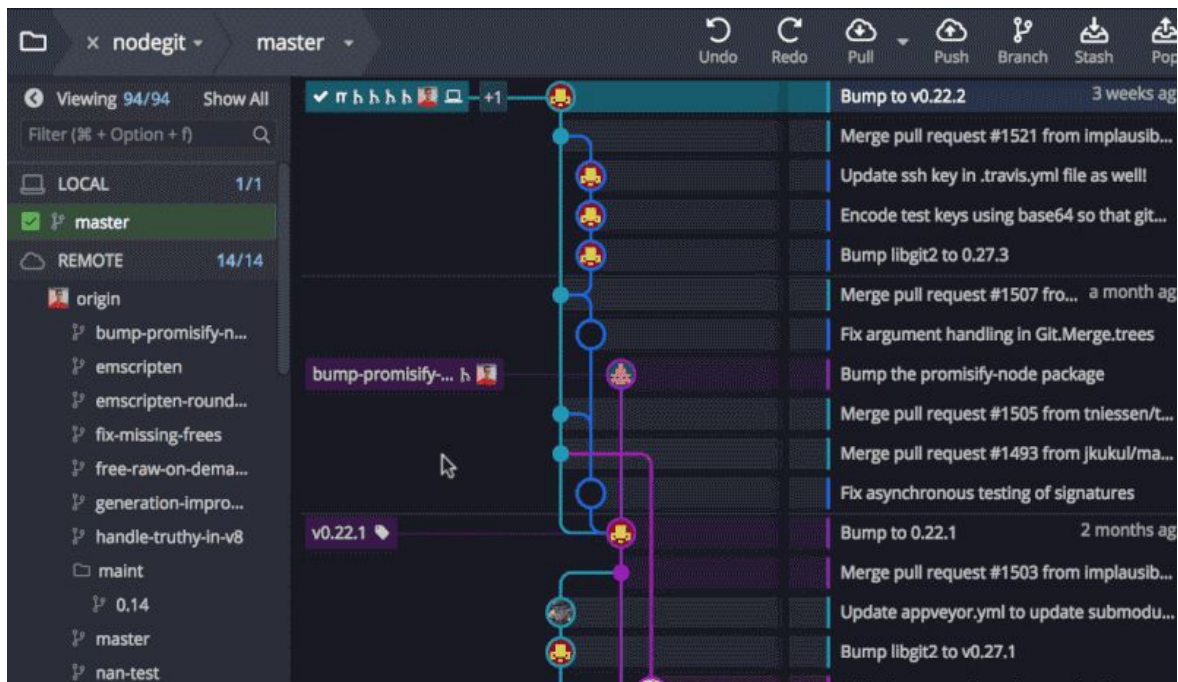 nodegit
master
Undo
Redo
Pull
Push
Branch
Stash
Pop
Viewing 94/94 Show All
Filter (⌘ + Option + f)
LOCAL 1/1
master
REMOTE 14/14
origin
bump-promisify-n...
emscripten
emscripten-round...
fix-missing-frees
free-raw-on-dema...
generation-impro...
handle-truthy-in-v8
maint
0.14
master
nan-test
+1
bump-promisify-...
v0.22.1
Bump to v0.22.2 3 weeks ag
Merge pull request #1521 from implausib...
Update ssh key in .travis.yml file as well!
Encode test keys using base64 so that git...
Bump libgit2 to 0.27.3
Merge pull request #1507 fro... a month ag
Fix argument handling in Git.Merge.trees
Bump the promisify-node package
Merge pull request #1505 from tniessen/t...
Merge pull request #1493 from jkukul/ma...
Fix asynchronous testing of signatures
Bump to 0.22.1 2 months ag
Merge pull request #1503 from implausib...
Update appveyor.yml to update submodu...
Bump libgit2 to v0.27.1